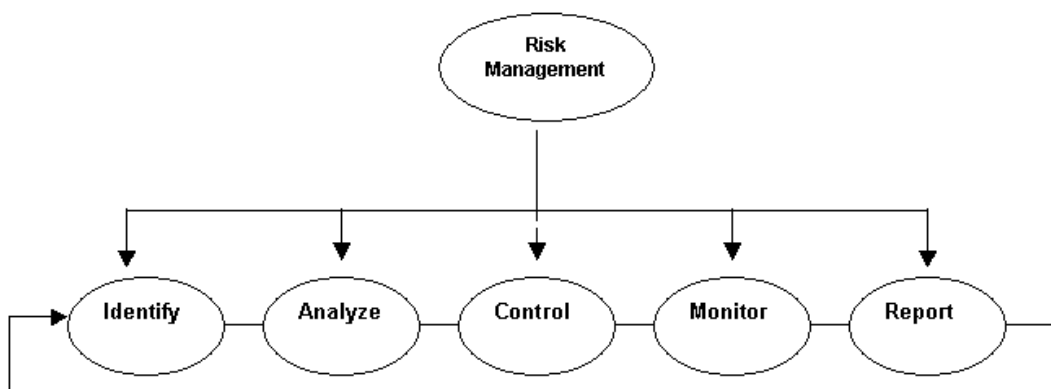 Risk
Management
Identify
Analyze
Control
Monitor
Report